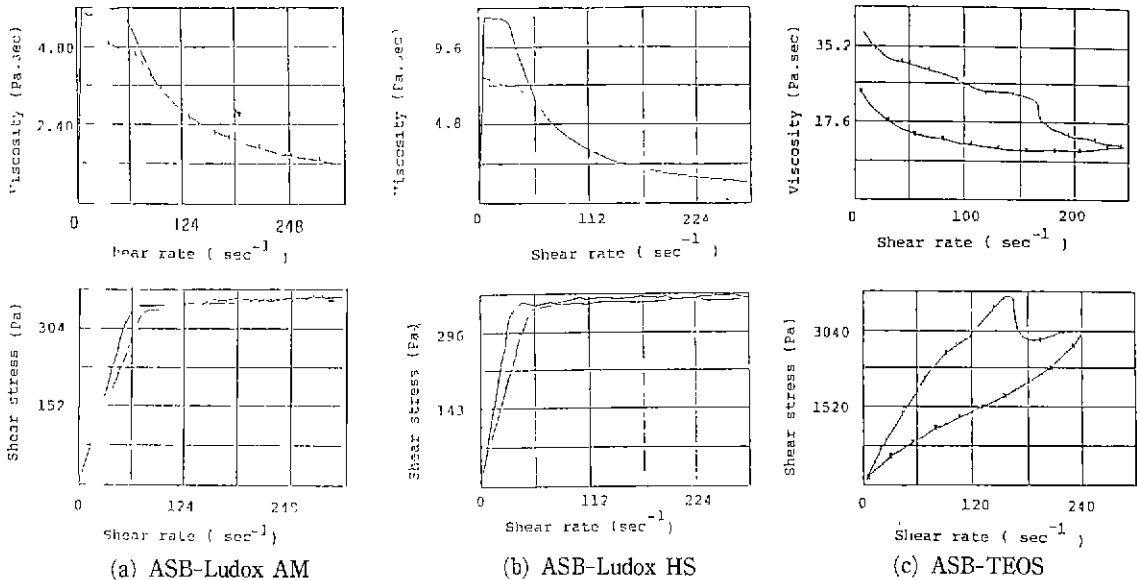 Viscosity (Pa.sec)
4.80
2.40
0
124
248
hear rate ( sec⁻¹ )
Viscosity (Pa.sec)
9.6
4.8
0
112
224
Shear rate ( sec⁻¹ )
Viscosity (Pa.sec)
35.2
17.6
0
100
200
Shear rate ( sec⁻¹ )
Shear stress (Pa)
304
152
0
124
Shear rate ( sec⁻¹ )
(a) ASB-Ludox AM
Shear stress (Pa)
296
143
0
112
224
Shear rate (sec⁻¹ )
(b) ASB-Ludox HS
Shear stress (Pa)
3040
1520
0
120
240
Shear rate ( sec⁻¹ )
(c) ASB-TEOS